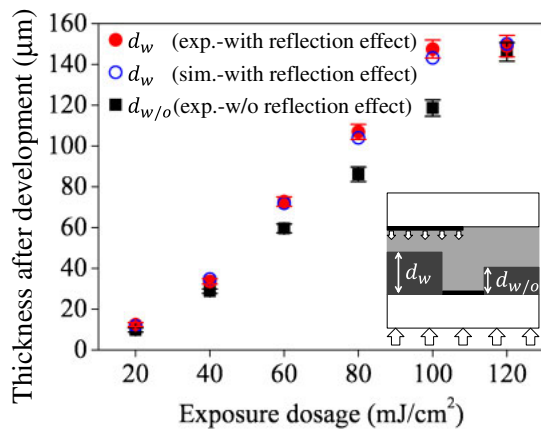 160
140
120
100
80
60
40
20
0
Thickness after development (μm)
d_w (exp.-with reflection effect)
d_w (sim.-with reflection effect)
d_w/o (exp.-w/o reflection effect)
d_w
d_w/o
20 40 60 80 100 120
Exposure dosage (mJ/cm²)